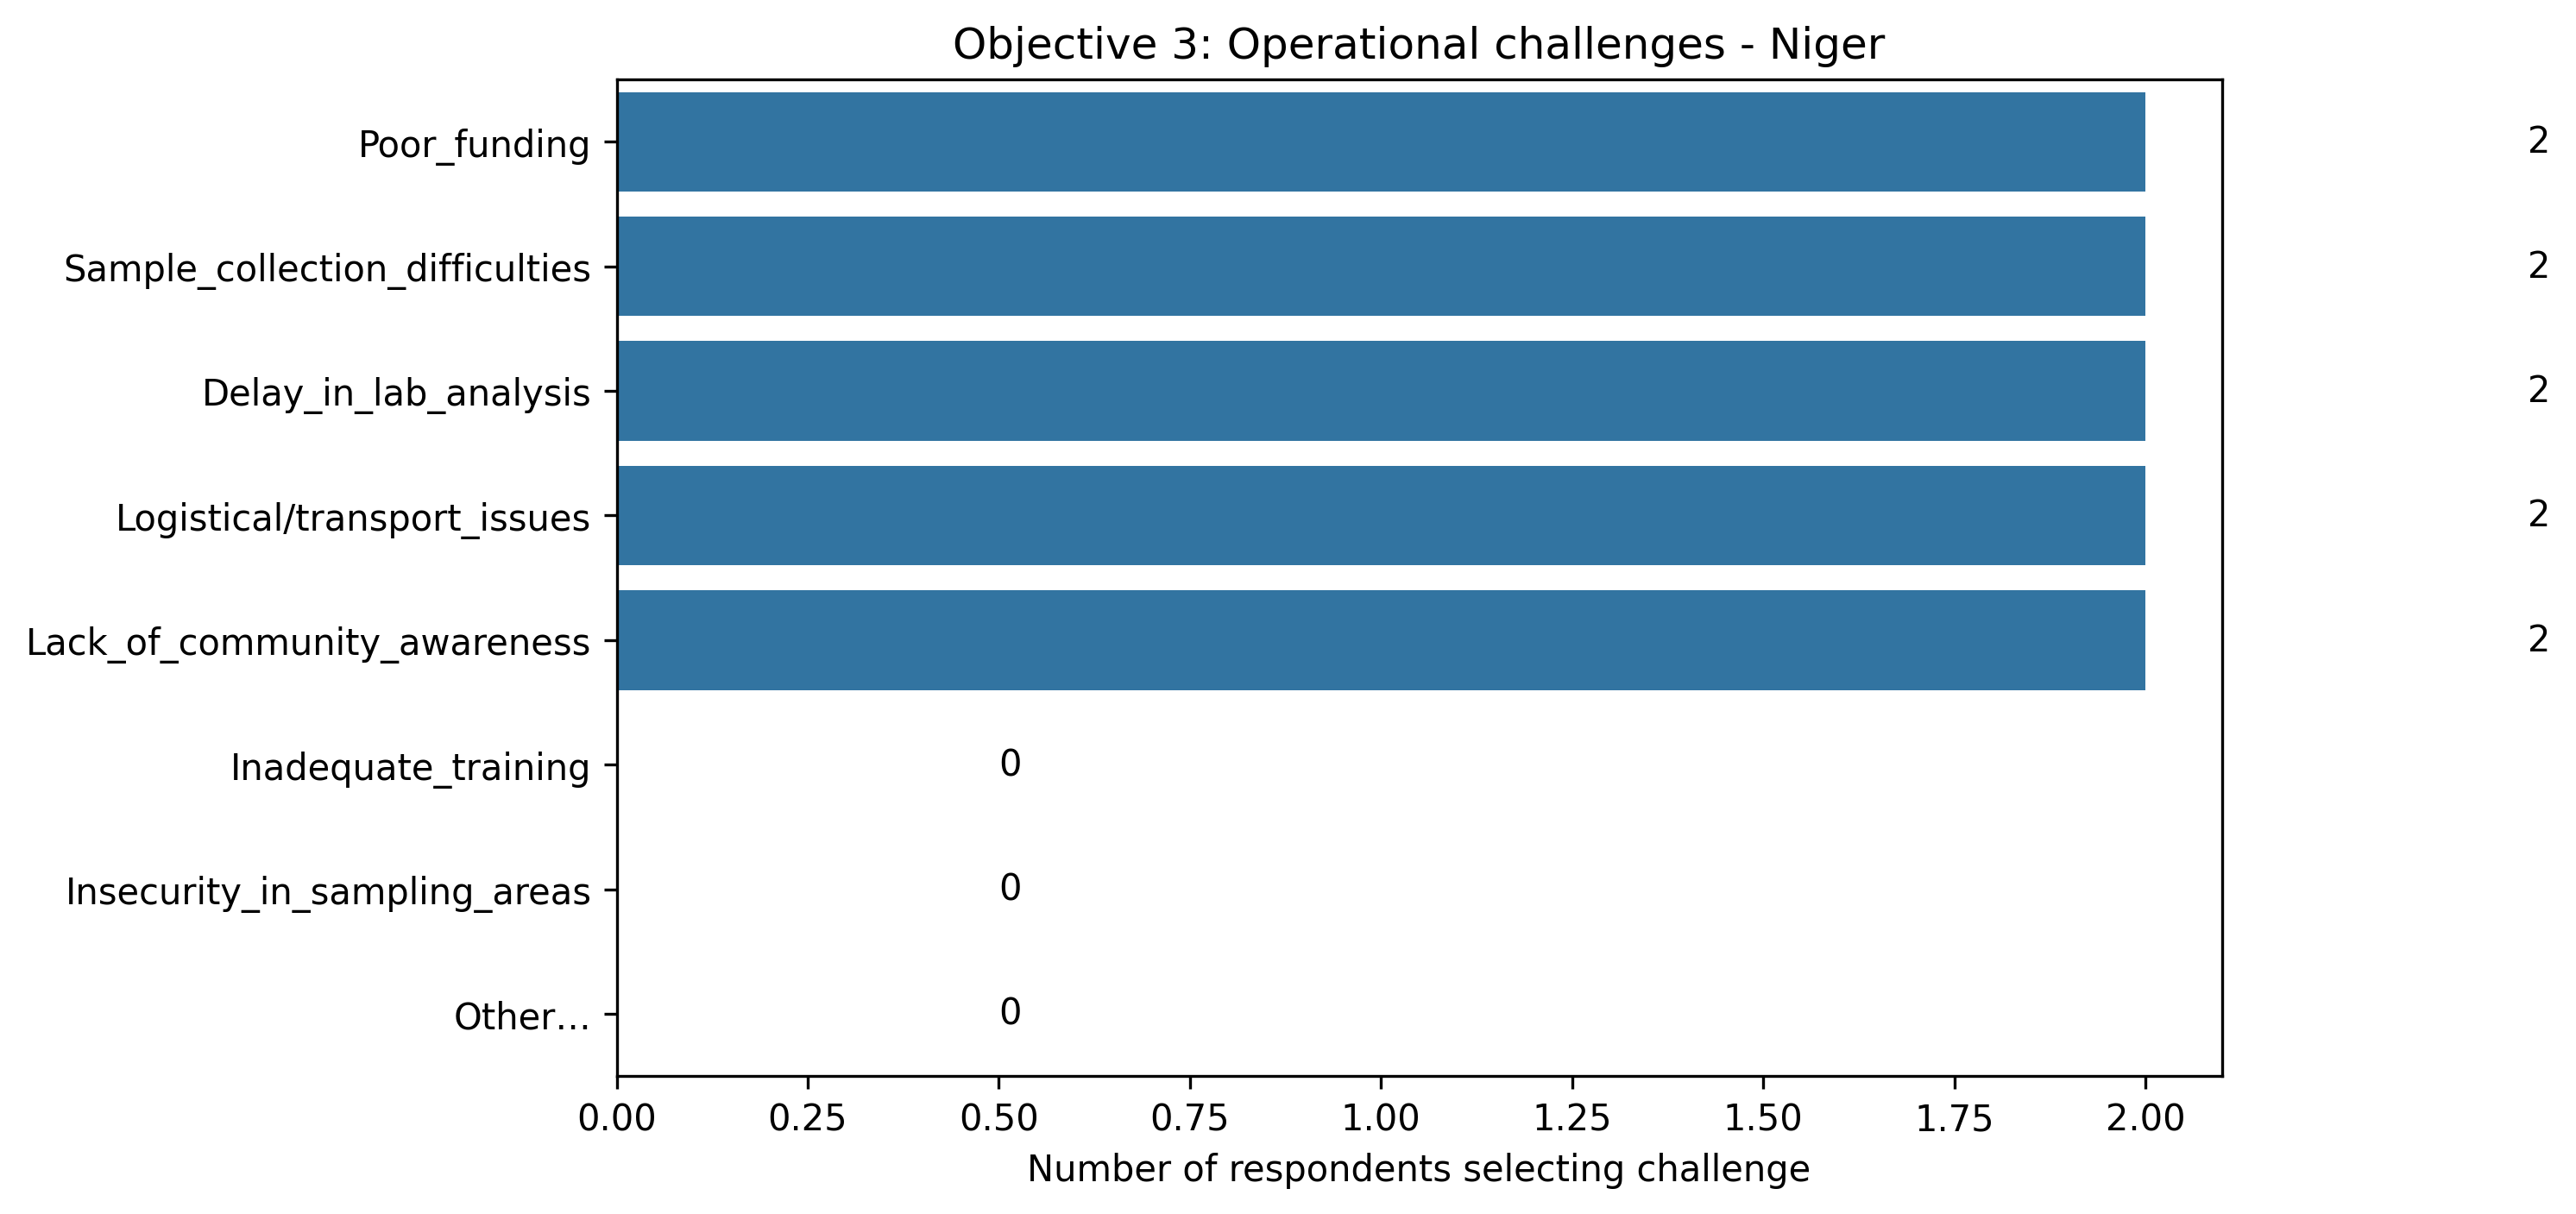 Objective 3: Operational challenges - Niger
Poor_funding 2
Sample_collection_difficulties 2
Delay_in_lab_analysis 2
Logistical/transport_issues 2
Lack_of_community_awareness 2
Inadequate_training 0
Insecurity_in_sampling_areas 0
Other... 0
0.00 0.25 0.50 0.75 1.00 1.25 1.50 1.75 2.00
Number of respondents selecting challenge